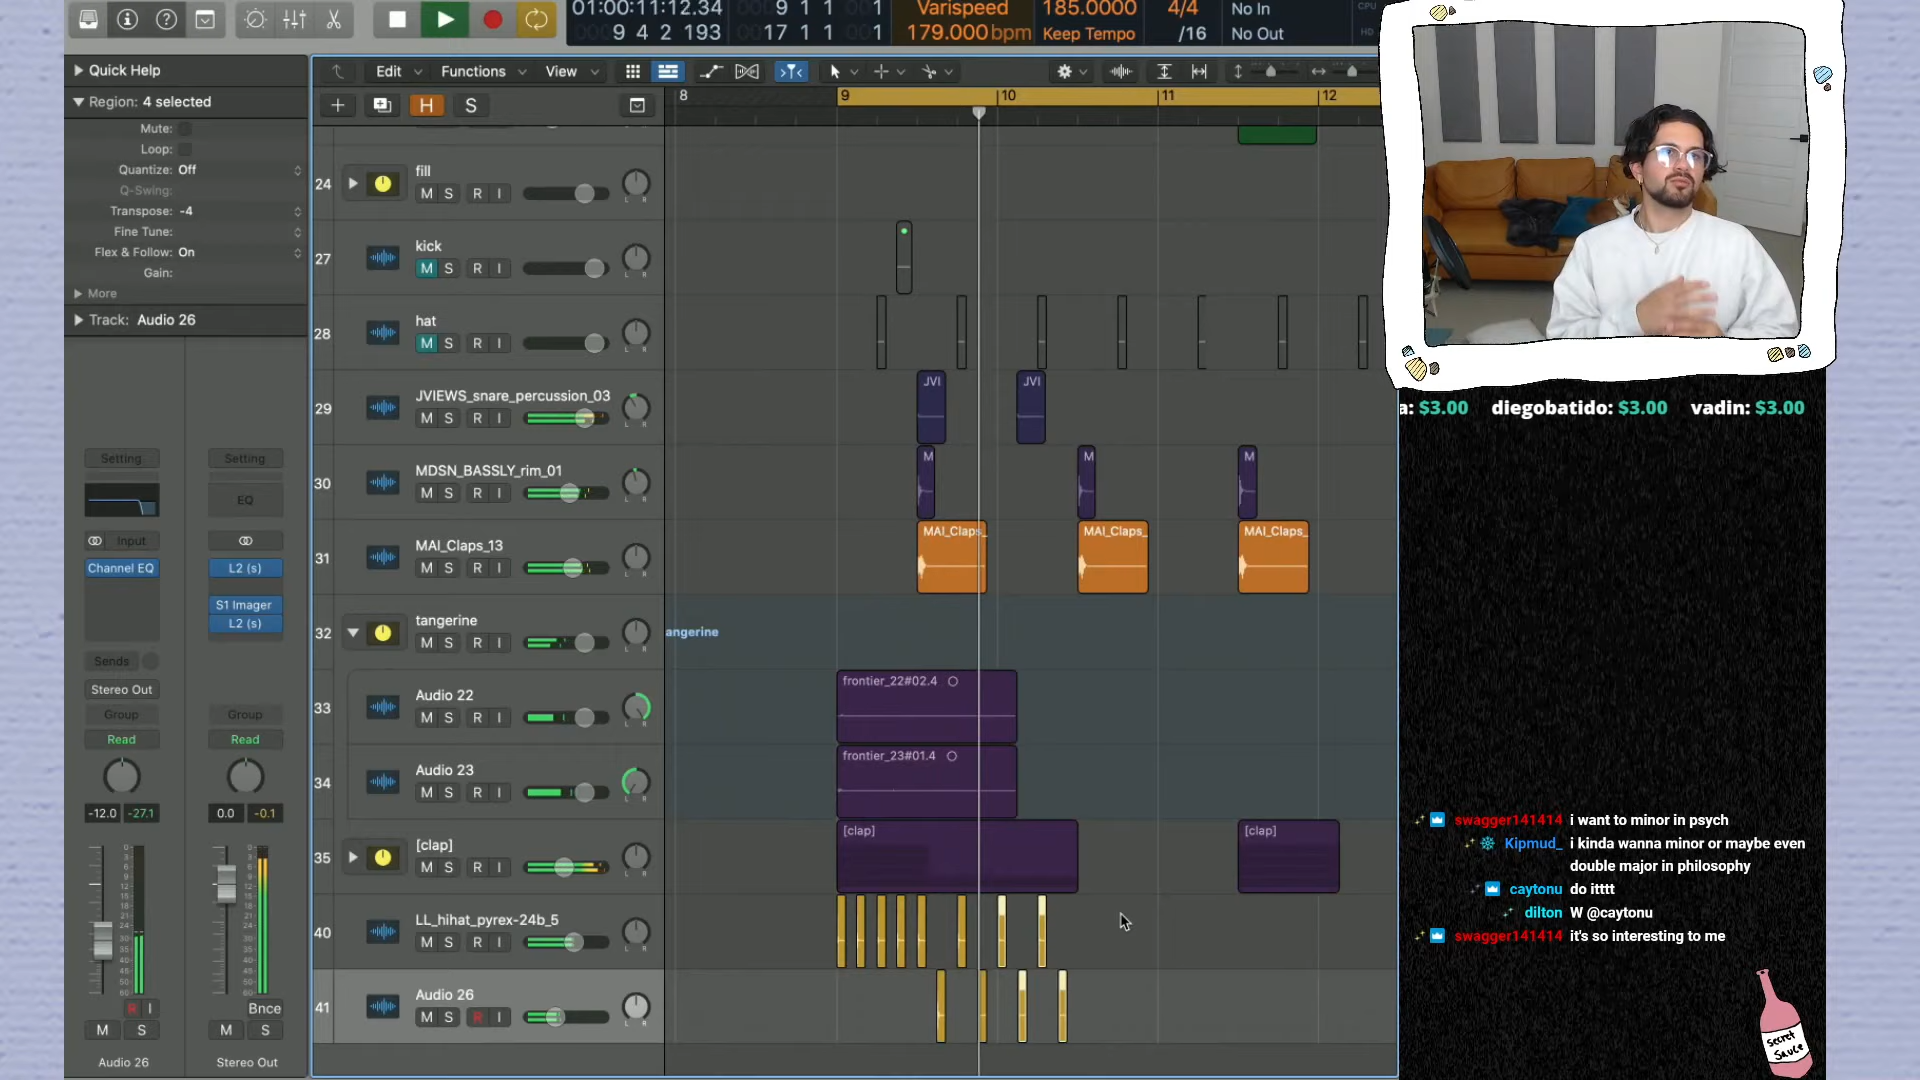 01:00:11:12.34
9 4 2 193
9 1 1 1
17 1 1 1
Varispeed
179.000 bpm
185.0000
Keep Tempo
4/4
/16
No In
No Out
CPU
HD
Quick Help
Region: 4 selected
Mute:
Loop:
Quantize: Off
Q-Swing:
Transpose: -4
Fine Tune:
Flex & Follow: On
Gain:
More
Track: Audio 26
Edit
Functions
View
H
S
8
9
10
11
12
24
fill
M S R I
27
kick
M S R I
28
hat
M S R I
29
JVIEWS_snare_percussion_03
M S R I
JVI
JVI
30
MDSN_BASSLY_rim_01
M S R I
M
M
M
31
MAI_Claps_13
M S R I
MAI_Claps_
MAI_Claps_
MAI_Claps_
32
tangerine
M S R I
angerine
33
Audio 22
M S R I
frontier_22#02.4
34
Audio 23
M S R I
frontier_23#01.4
35
[clap]
M S R I
[clap]
[clap]
40
LL_hihat_pyrex-24b_5
M S R I
41
Audio 26
M S R I
Setting
Setting
EQ
Input
Channel EQ
L2 (s)
S1 Imager
L2 (s)
Sends
Stereo Out
Group
Group
Read
Read
-12.0
-27.1
0.0
-0.1
R I
Bnce
M S
M S
Audio 26
Stereo Out
a: $3.00 diegobatido: $3.00 vadin: $3.00
swagger141414 i want to minor in psych
Kipmud_ i kinda wanna minor or maybe even
double major in philosophy
caytonu do itttt
dilton W @caytonu
swagger141414 it's so interesting to me
Secret
Sauce